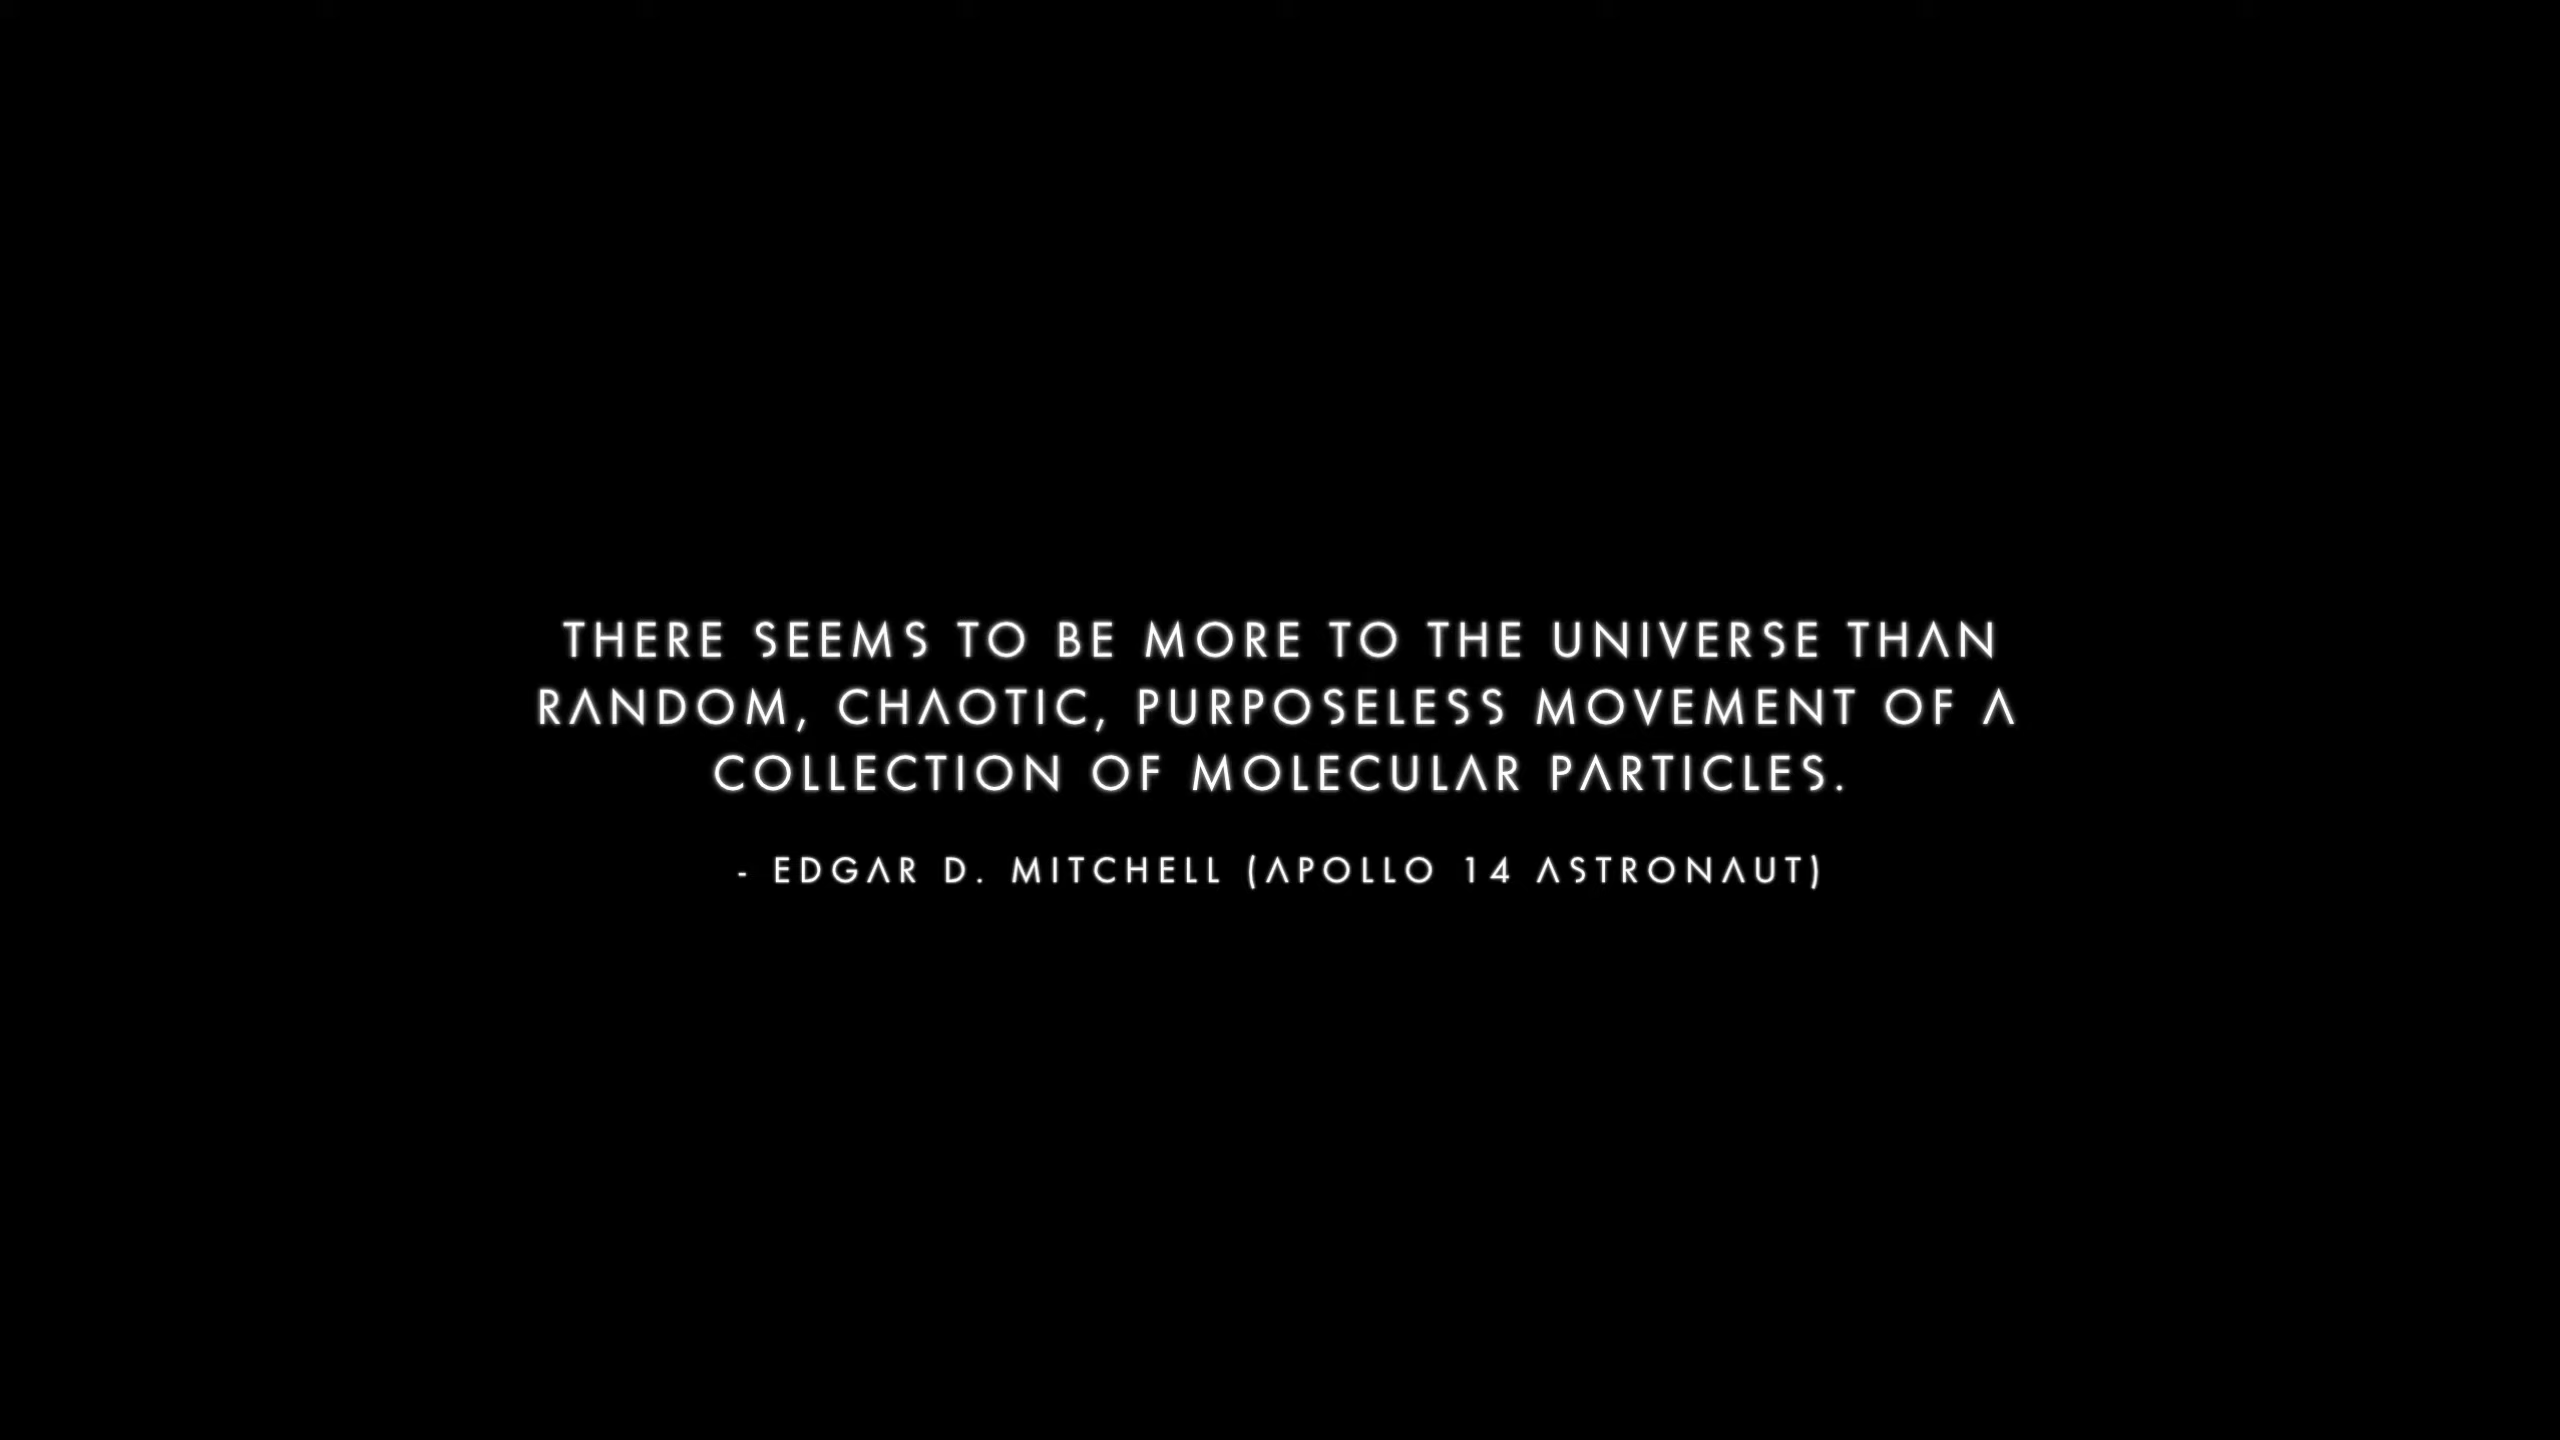 THERE SEEMS TO BE MORE TO THE UNIVERSE THAN
RANDOM, CHAOTIC, PURPOSELESS MOVEMENT OF A
COLLECTION OF MOLECULAR PARTICLES.
- EDGAR D. MITCHELL (APOLLO 14 ASTRONAUT)